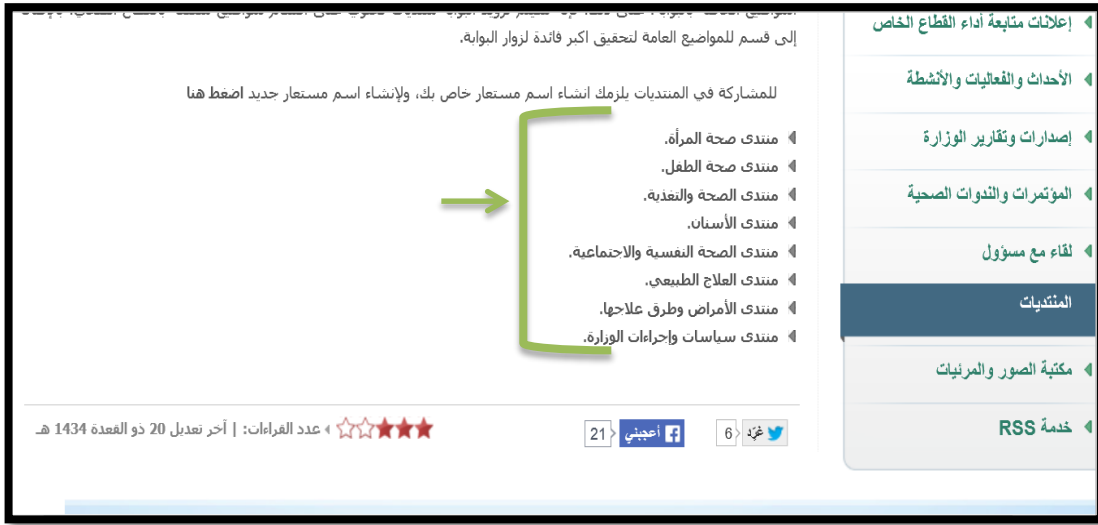 إلى قسم للمواضيع العامة لتحقيق اكبر فائدة لزوار البوابة.
للمشاركة في المنتديات يلزمك انشاء اسم مستعار خاص بك، ولإنشاء اسم مستعار جديد اضغط هنا
منتدى صحة المرأة.
منتدى صحة الطفل.
منتدى الصحة والتغذية.
منتدى الأسنان.
منتدى الصحة النفسية والاجتماعية.
منتدى العلاج الطبيعي.
منتدى الأمراض وطرق علاجها.
منتدى سياسات وإجراءات الوزارة.
غرّد 6
أعجبني 21
عدد القراءات: | آخر تعديل 20 ذو القعدة 1434 هـ
إعلانات متابعة أداء القطاع الخاص
الأحداث والفعاليات والأنشطة
إصدارات وتقارير الوزارة
المؤتمرات والندوات الصحية
لقاء مع مسؤول
المنتديات
مكتبة الصور والمرئيات
خدمة RSS